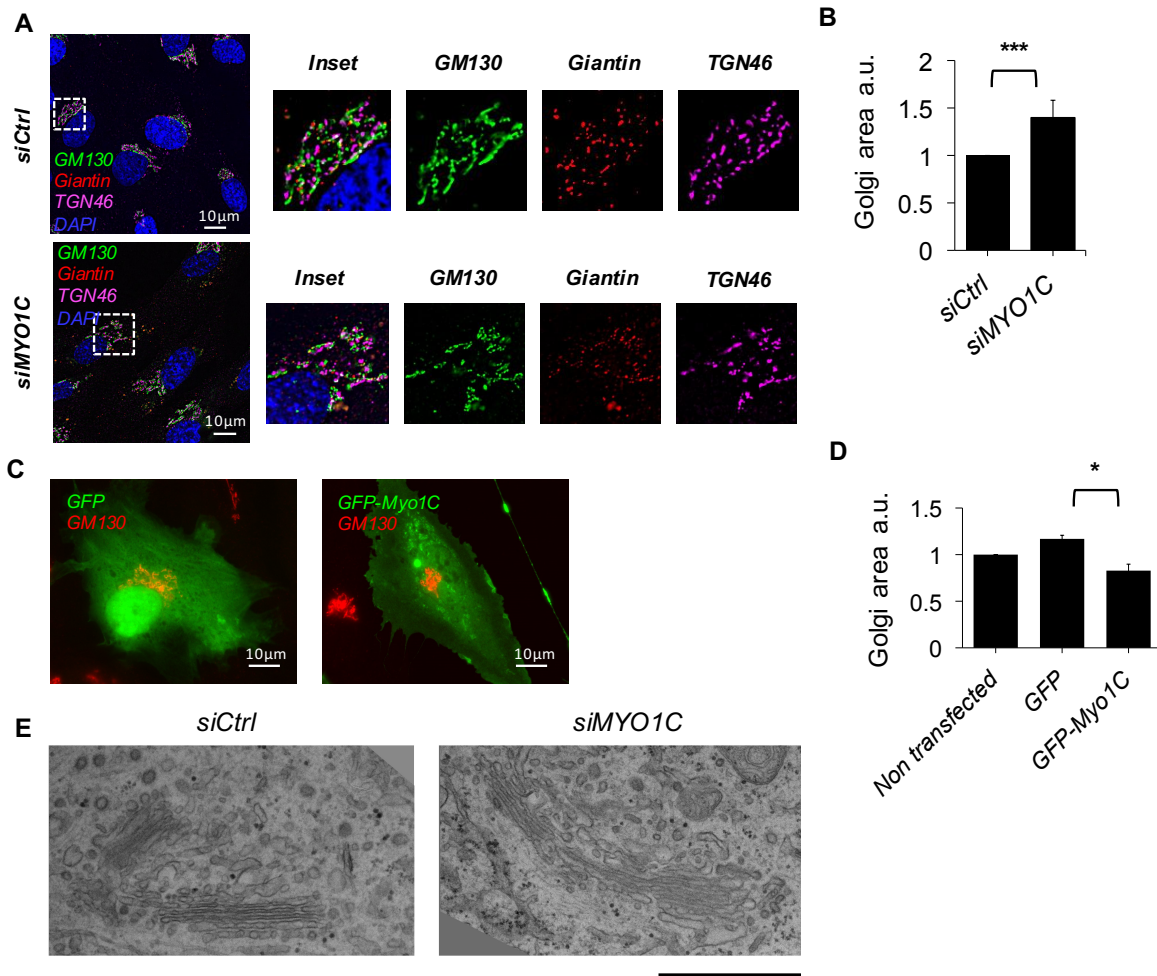 A
siCtrl
GM130
Giantin
TGN46
DAPI
10µm
Inset
GM130
Giantin
TGN46
siMYO1C
GM130
Giantin
TGN46
DAPI
10µm
Inset
GM130
Giantin
TGN46
B
***
Golgi area a.u.
2
1.5
1
0.5
0
siCtrl
siMYO1C
C
GFP
GM130
10µm
GFP-Myo1C
GM130
10µm
D
*
Golgi area a.u.
1.5
1
0.5
0
Non transfected
GFP
GFP-Myo1C
E
siCtrl
siMYO1C